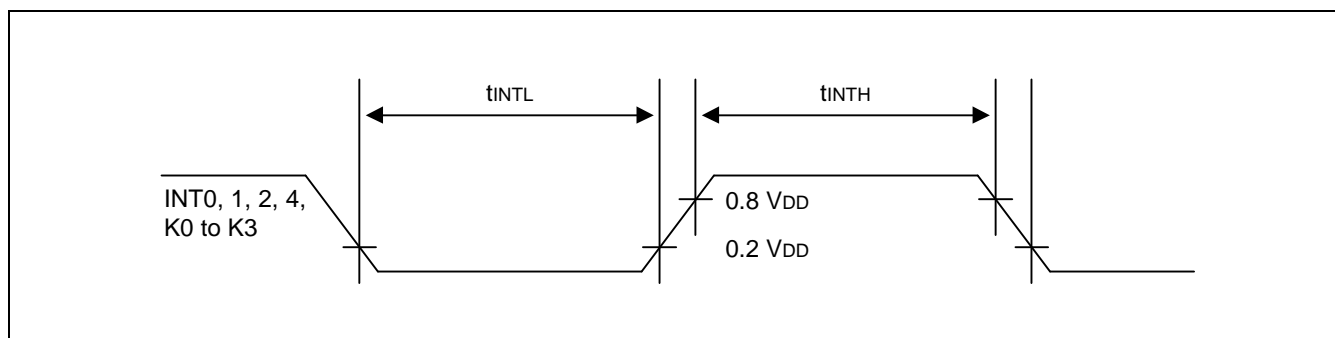 tINTL
tINTH
INT0, 1, 2, 4,
K0 to K3
0.8 VDD
0.2 VDD